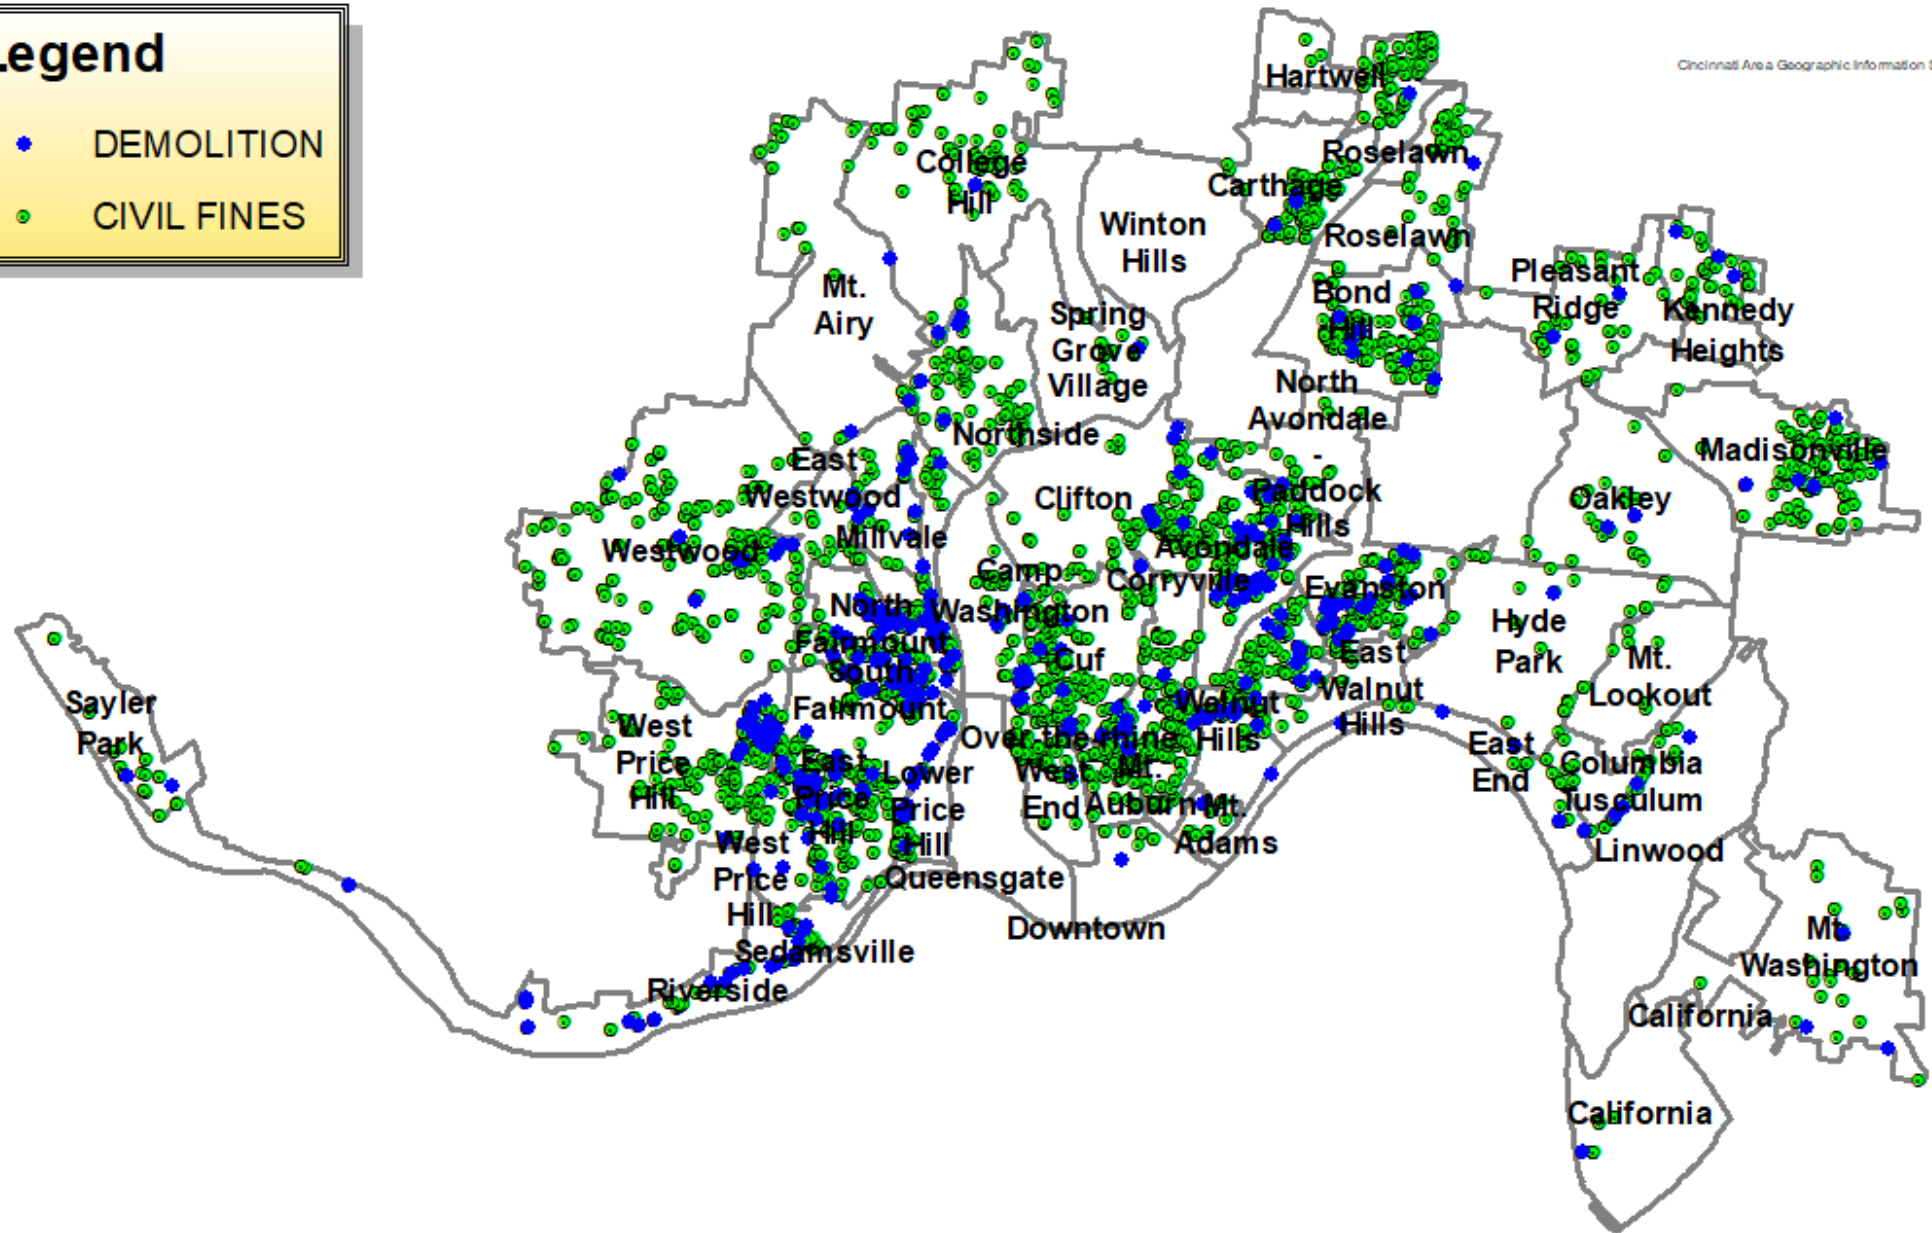 .egend
DEMOLITION
CIVIL FINES
Cincinnati Area Geographic Information S
Hartwell
Roselawn
College
Hill
Carthage
Winton
Hills
Roselawn
Mt.
Airy
Spring
Grove
Village
Bond
Hill
Pleasant
Ridge
Kennedy
Heights
North
Avondale
-
Paddock
Hills
Northside
Madisonville
East
Westwood
Clifton
Oakley
Westwood
Millvale
Avondale
Camp
Washington
Corryville
Evanston
North
Fairmount
South
Fairmount
Cuf
East
Walnut
Hills
Hyde
Park
Mt.
Lookout
Sayler
Park
West
Price
Hill
Walnut
Hills
Over-the-rhine
East
Price
Hill
Lower
Price
Hill
West
End
Mt.
Auburn
Mt.
Adams
East
End
Columbia
Tusculum
Linwood
West
Price
Hill
Queensgate
Downtown
Sedamsville
Riverside
Mt.
Washington
California
California